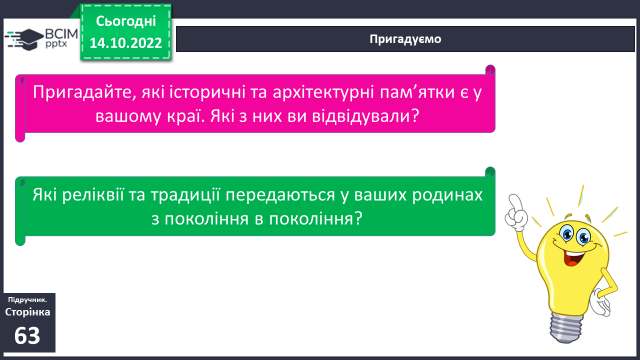 Сьогодні
14.10.2022
BCIM
pptx
Пригадуємо
Пригадайте, які історичні та архітектурні пам’ятки є у
вашому краї. Які з них ви відвідували?
Які реліквії та традиції передаються у ваших родинах
з покоління в покоління?
Підручник.
Сторінка
63